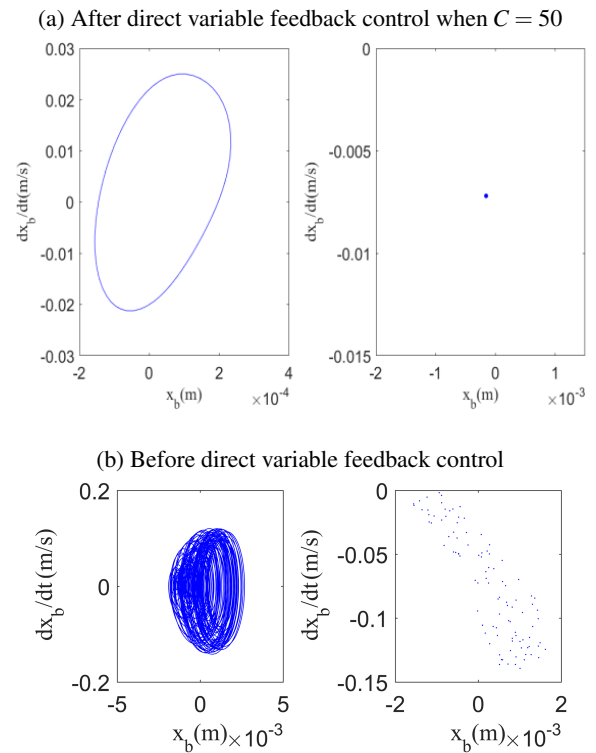 (a) After direct variable feedback control when C = 50
0.03
0.02
0.01
0
-0.01
-0.02
-0.03
dx_b/dt(m/s)
-2 0 2 4
x_b(m) ×10^-4
0
-0.005
-0.01
-0.015
dx_b/dt(m/s)
-2 -1 0 1
x_b(m) ×10^-3
(b) Before direct variable feedback control
0.2
0
-0.2
dx_b/dt(m/s)
-5 0 5
x_b(m) ×10^-3
0
-0.05
-0.1
-0.15
dx_b/dt(m/s)
-2 0 2
x_b(m) ×10^-3